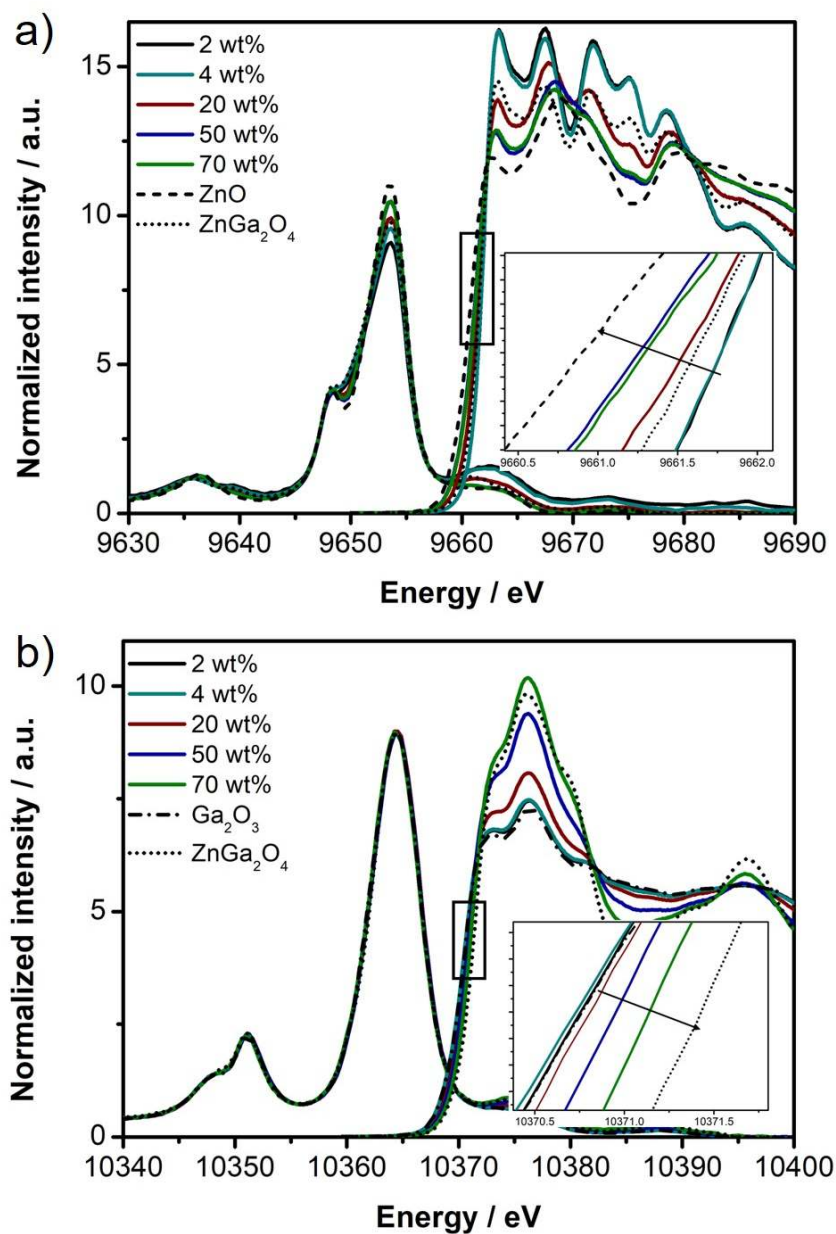 a)
2 wt%
4 wt%
20 wt%
50 wt%
70 wt%
ZnO
ZnGa₂O₄
15
10
5
0
Normalized intensity / a.u.
9660.5 9661.0 9661.5 9662.0
9630 9640 9650 9660 9670 9680 9690
Energy / eV
b)
2 wt%
4 wt%
20 wt%
50 wt%
70 wt%
Ga₂O₃
ZnGa₂O₄
10
5
0
Normalized intensity / a.u.
10370.5 10371.0 10371.5
10340 10350 10360 10370 10380 10390 10400
Energy / eV